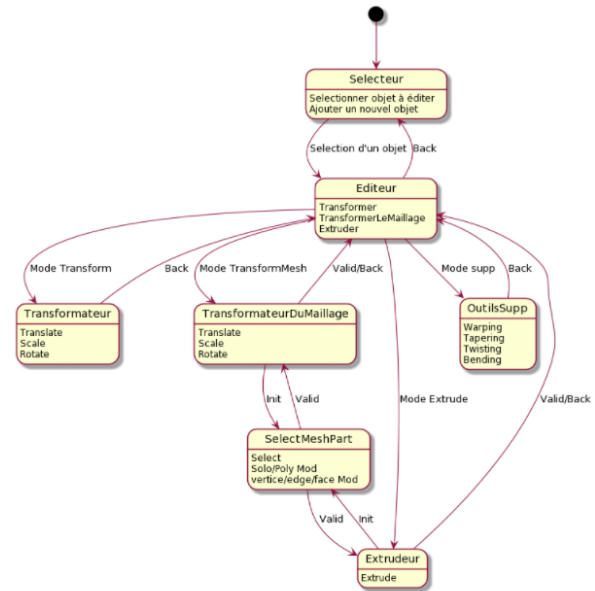 Selecteur
Selectionner objet à éditer
Ajouter un nouvel objet
Selection d'un objet
Back
Editeur
Transformer
TransformerLeMaillage
Extruder
Mode Transform
Back
Mode TransformMesh
Valid/Back
Mode supp
Back
Transformateur
Translate
Scale
Rotate
TransformateurDuMaillage
Translate
Scale
Rotate
OutilsSupp
Warping
Tapering
Twisting
Bending
Init
Valid
Mode Extrude
Valid/Back
SelectMeshPart
Select
Solo/Poly Mod
vertice/edge/face Mod
Valid
Init
Extrudeur
Extrude